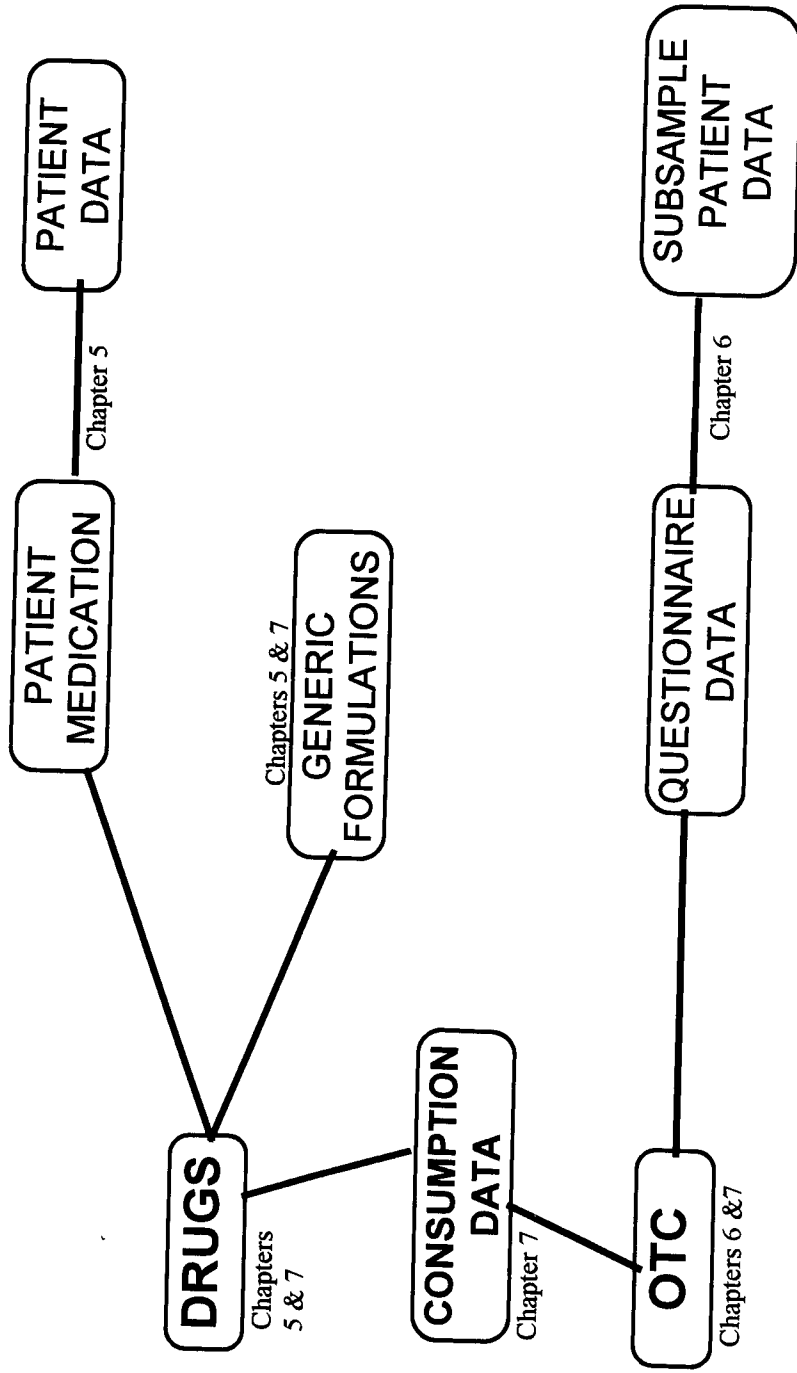 DRUGS
Chapters
5 & 7
PATIENT
MEDICATION
Chapter 5
PATIENT
DATA
Chapters 5 & 7
GENERIC
FORMULATIONS
CONSUMPTION
DATA
Chapter 7
OTC
Chapters 6 &7
QUESTIONNAIRE
DATA
Chapter 6
SUBSAMPLE
PATIENT
DATA